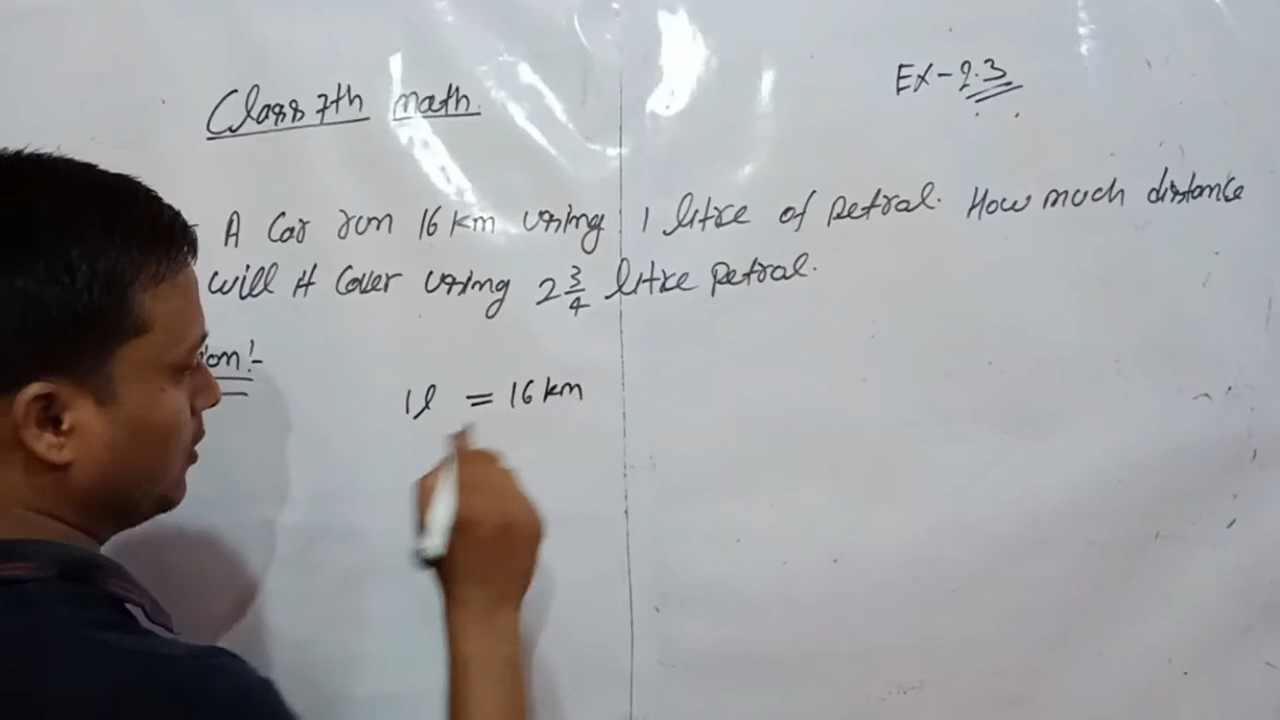 Class 7th math.
EX-2.3
A Car run 16 km using 1 litre of petral. How much distance
will it Cover using 2 3/4 litre petral.
ion:-
1l = 16 km